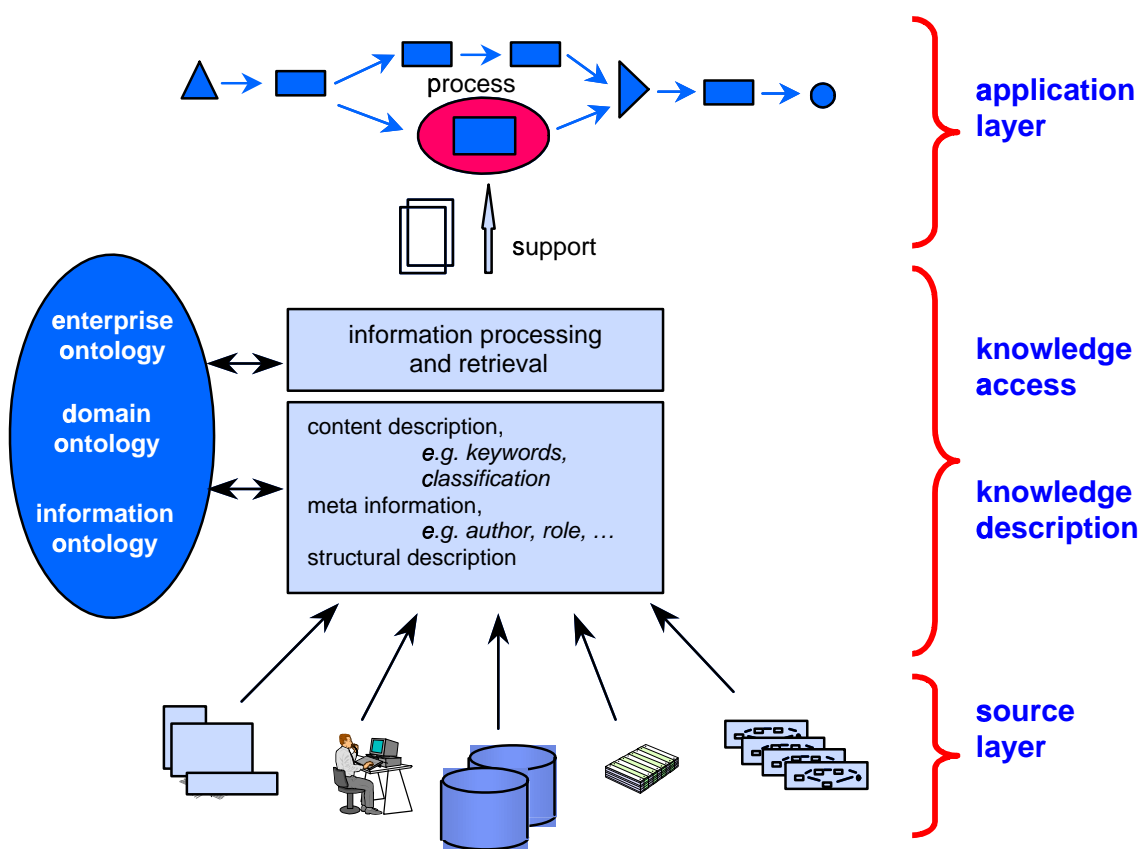 process
application
layer
support
enterprise
ontology
domain
ontology
information
ontology
information processing
and retrieval
content description,
e.g. keywords,
classification
meta information,
e.g. author, role, …
structural description
knowledge
access
knowledge
description
source
layer